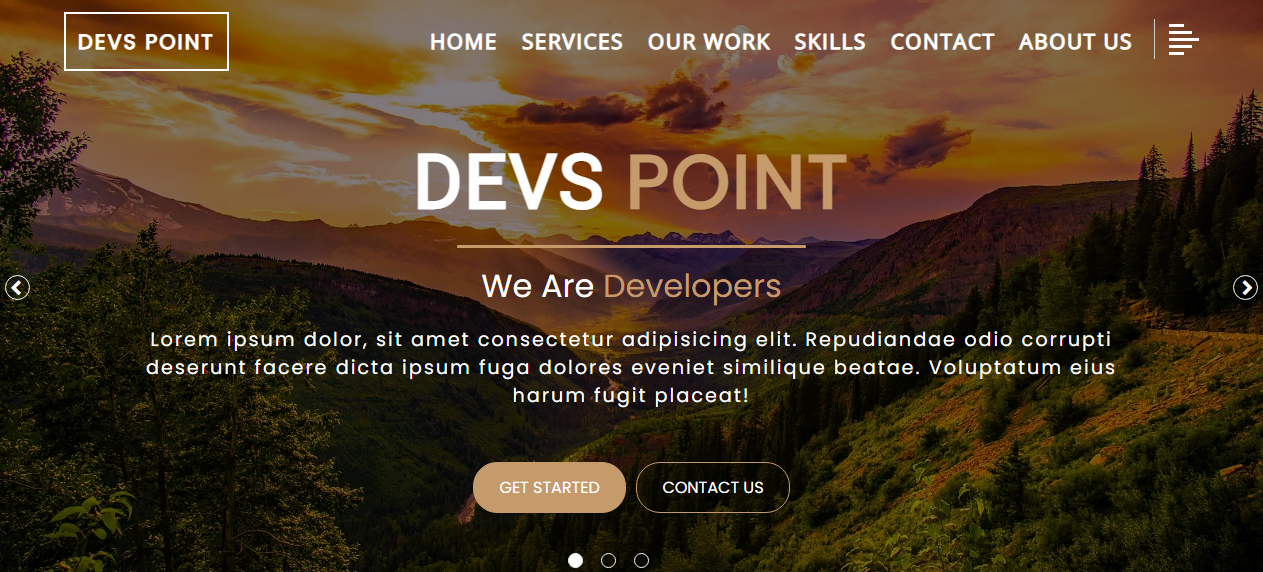 DEVS POINT
HOME SERVICES OUR WORK SKILLS CONTACT ABOUT US
DEVS POINT
We Are Developers
Lorem ipsum dolor, sit amet consectetur adipisicing elit. Repudiandae odio corrupti
deserunt facere dicta ipsum fuga dolores eveniet similique beatae. Voluptatum eius
harum fugit placeat!
GET STARTED CONTACT US